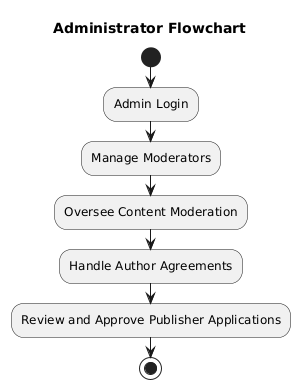 Administrator Flowchart
Admin Login
Manage Moderators
Oversee Content Moderation
Handle Author Agreements
Review and Approve Publisher Applications